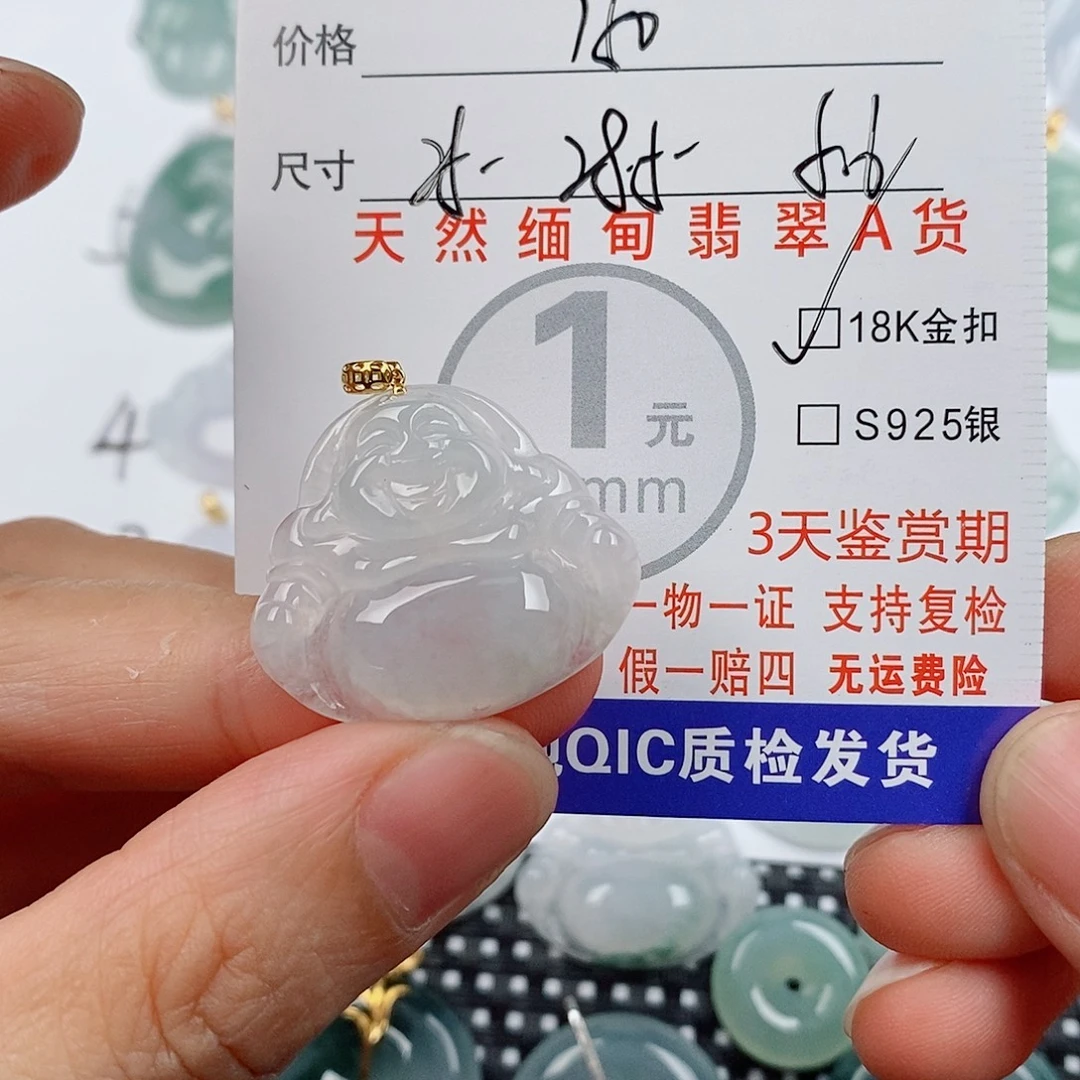 价格
尺寸
天然缅甸翡翠A货
1元
mm
18K金扣
S925银
3天鉴赏期
一物一证 支持复检
假一赔四 无运费险
QIC质检发货
4